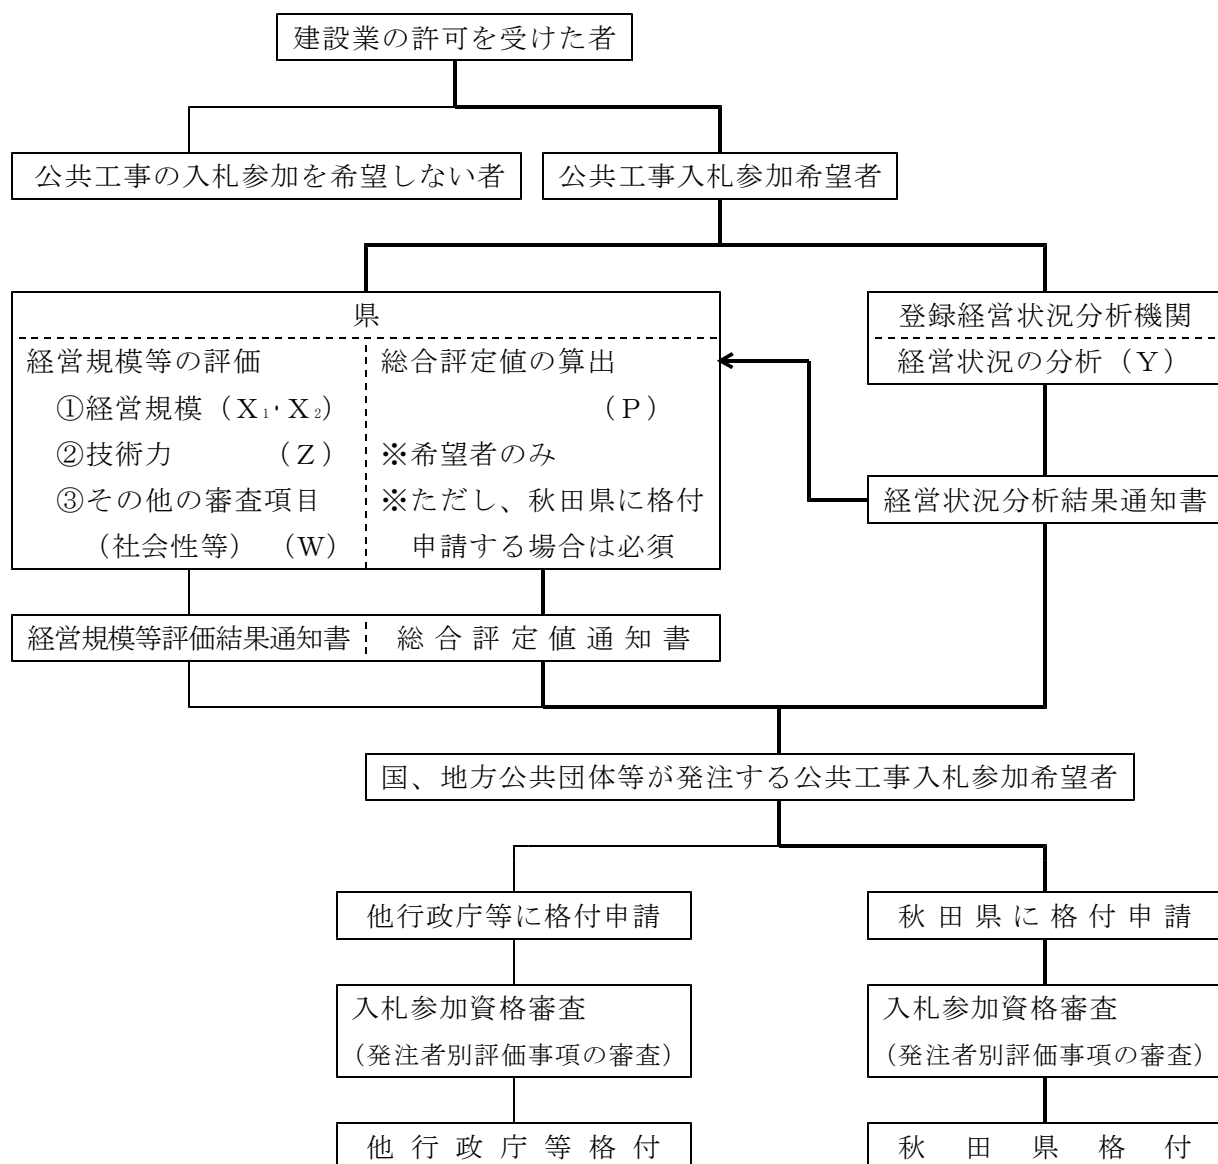 建設業の許可を受けた者
公共工事の入札参加を希望しない者
公共工事入札参加希望者
県
経営規模等の評価
①経営規模（X₁・X₂）
②技術力　　　（Z）
③その他の審査項目
（社会性等）　（W）
総合評定値の算出
（P）
※希望者のみ
※ただし、秋田県に格付
申請する場合は必須
登録経営状況分析機関
経営状況の分析（Y）
経営状況分析結果通知書
経営規模等評価結果通知書
総合評定値通知書
国、地方公共団体等が発注する公共工事入札参加希望者
他行政庁等に格付申請
秋田県に格付申請
入札参加資格審査
（発注者別評価事項の審査）
入札参加資格審査
（発注者別評価事項の審査）
他行政庁等格付
秋田県格付